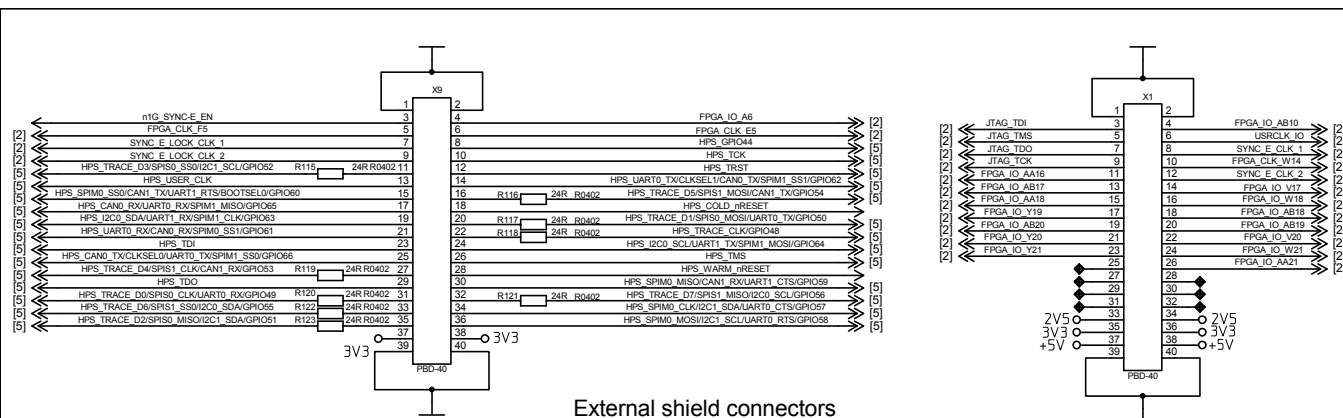 X9
1 2
n1G_SYNC-E_EN 3 4 FPGA_IO_A6 [2]
[2] FPGA_CLK_F5 5 6 FPGA_CLK_E5 [2]
[2] SYNC_E_LOCK_CLK_1 7 8 HPS_GPIO44 [5]
[2] SYNC_E_LOCK_CLK_2 9 10 HPS_TCK [5]
[5] HPS_TRACE_D3/SPIS0_SS0/I2C1_SCL/GPIO52 R115 24R R0402 11 12 HPS_TRST [5]
[5] HPS_USER_CLK 13 14 HPS_UART0_TX/CLKSEL1/CAN0_TX/SPIM1_SS1/GPIO62 [5]
[5] HPS_SPIM0_SS0/CAN1_TX/UART1_RTS/BOOTSEL0/GPIO60 15 16 R116 24R R0402 HPS_TRACE_D5/SPIS1_MOSI/CAN1_TX/GPIO54 [5]
[5] HPS_CAN0_RX/UART0_RX/SPIM1_MISO/GPIO65 17 18 HPS_COLD_nRESET
[5] HPS_I2C0_SDA/UART1_RX/SPIM1_CLK/GPIO63 19 20 R117 24R R0402 HPS_TRACE_D1/SPIS0_MOSI/UART0_TX/GPIO50 [5]
[5] HPS_UART0_RX/CAN0_RX/SPIM0_SS1/GPIO61 21 22 R118 24R R0402 HPS_TRACE_CLK/GPIO48 [5]
[5] HPS_TDI 23 24 HPS_I2C0_SCL/UART1_TX/SPIM1_MOSI/GPIO64 [5]
[5] HPS_CAN0_TX/CLKSEL0/UART0_TX/SPIM1_SS0/GPIO66 25 26 HPS_TMS [5]
[5] HPS_TRACE_D4/SPIS1_CLK/CAN1_RX/GPIO53 R119 24R R0402 27 28 HPS_WARM_nRESET
[5] HPS_TDO 29 30 HPS_SPIM0_MISO/CAN1_RX/UART1_CTS/GPIO59 [5]
[5] HPS_TRACE_D0/SPIS0_CLK/UART0_RX/GPIO49 R120 24R R0402 31 32 R121 24R R0402 HPS_TRACE_D7/SPIS1_MISO/I2C0_SCL/GPIO56 [5]
[5] HPS_TRACE_D6/SPIS1_SS0/I2C0_SDA/GPIO55 R122 24R R0402 33 34 HPS_SPIM0_CLK/I2C1_SDA/UART0_CTS/GPIO57 [5]
[5] HPS_TRACE_D2/SPIS0_MISO/I2C1_SDA/GPIO51 R123 24R R0402 35 36 HPS_SPIM0_MOSI/I2C1_SCL/UART0_RTS/GPIO58 [5]
3V3 37 38 3V3
39 40
PBD-40
X1
1 2
[2] JTAG_TDI 3 4 FPGA_IO_AB10 [2
[2] JTAG_TMS 5 6 USRCLK_IO [2
[2] JTAG_TDO 7 8 SYNC_E_CLK_1 [2
[2] JTAG_TCK 9 10 FPGA_CLK_W14 [2
[2] FPGA_IO_AA16 11 12 SYNC_E_CLK_2 [2
[2] FPGA_IO_AB17 13 14 FPGA_IO_V17 [2
[2] FPGA_IO_AA18 15 16 FPGA_IO_W18 [2
[2] FPGA_IO_Y19 17 18 FPGA_IO_AB18 [2
[2] FPGA_IO_AB20 19 20 FPGA_IO_AB19 [2
[2] FPGA_IO_Y20 21 22 FPGA_IO_V20 [2
[2] FPGA_IO_Y21 23 24 FPGA_IO_W21 [2
25 26 FPGA_IO_AA21 [2
27 28
29 30
31 32
2V5 33 34 2V5
3V3 35 36 3V3
+5V 37 38 +5V
39 40
PBD-40
External shield connectors